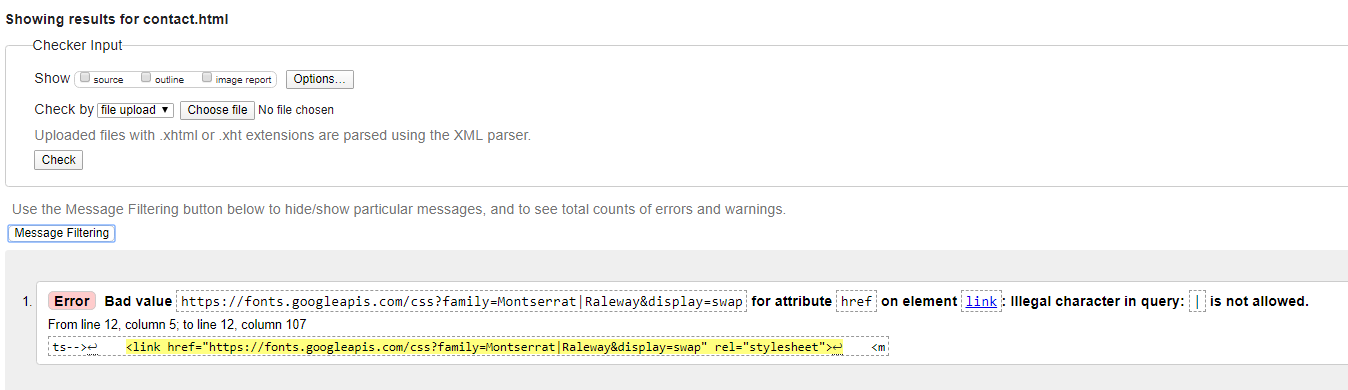 Showing results for contact.html
Checker Input
Show source outline image report Options...
Check by file upload ▼ Choose file No file chosen
Uploaded files with .xhtml or .xht extensions are parsed using the XML parser.
Check
Use the Message Filtering button below to hide/show particular messages, and to see total counts of errors and warnings.
Message Filtering
1. Error Bad value https://fonts.googleapis.com/css?family=Montserrat|Raleway&display=swap for attribute href on element link: Illegal character in query: | is not allowed.
From line 12, column 5; to line 12, column 107
ts-->↩ <link href="https://fonts.googleapis.com/css?family=Montserrat|Raleway&display=swap" rel="stylesheet">↩ <m